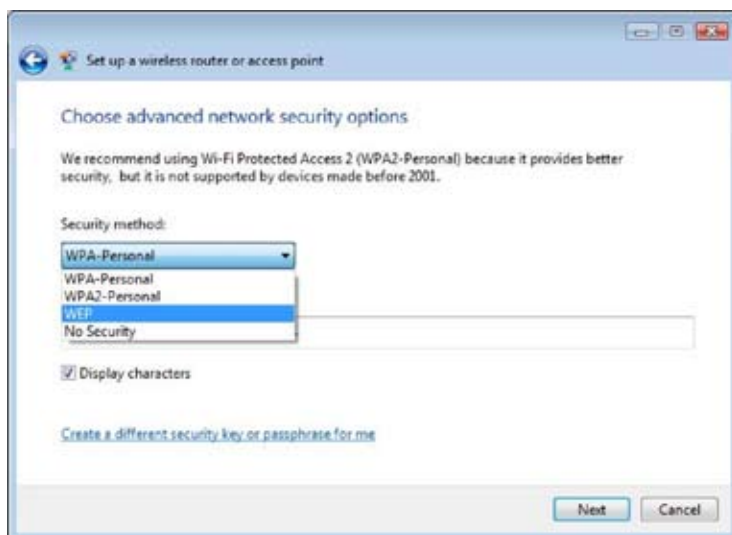 Set up a wireless router or access point
Choose advanced network security options
We recommend using Wi-Fi Protected Access 2 (WPA2-Personal) because it provides better
security, but it is not supported by devices made before 2001.
Security method:
WPA-Personal
WPA-Personal
WPA2-Personal
WEP
No Security
Display characters
Create a different security key or passphrase for me
Next
Cancel